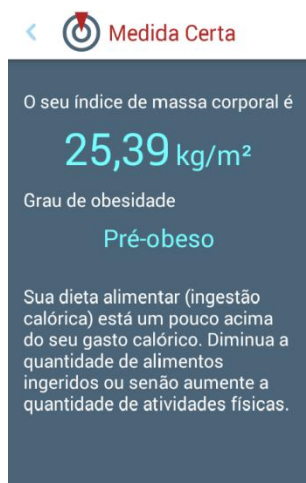 Medida Certa
O seu índice de massa corporal é
25,39 kg/m²
Grau de obesidade
Pré-obeso
Sua dieta alimentar (ingestão
calórica) está um pouco acima
do seu gasto calórico. Diminua a
quantidade de alimentos
ingeridos ou senão aumente a
quantidade de atividades físicas.